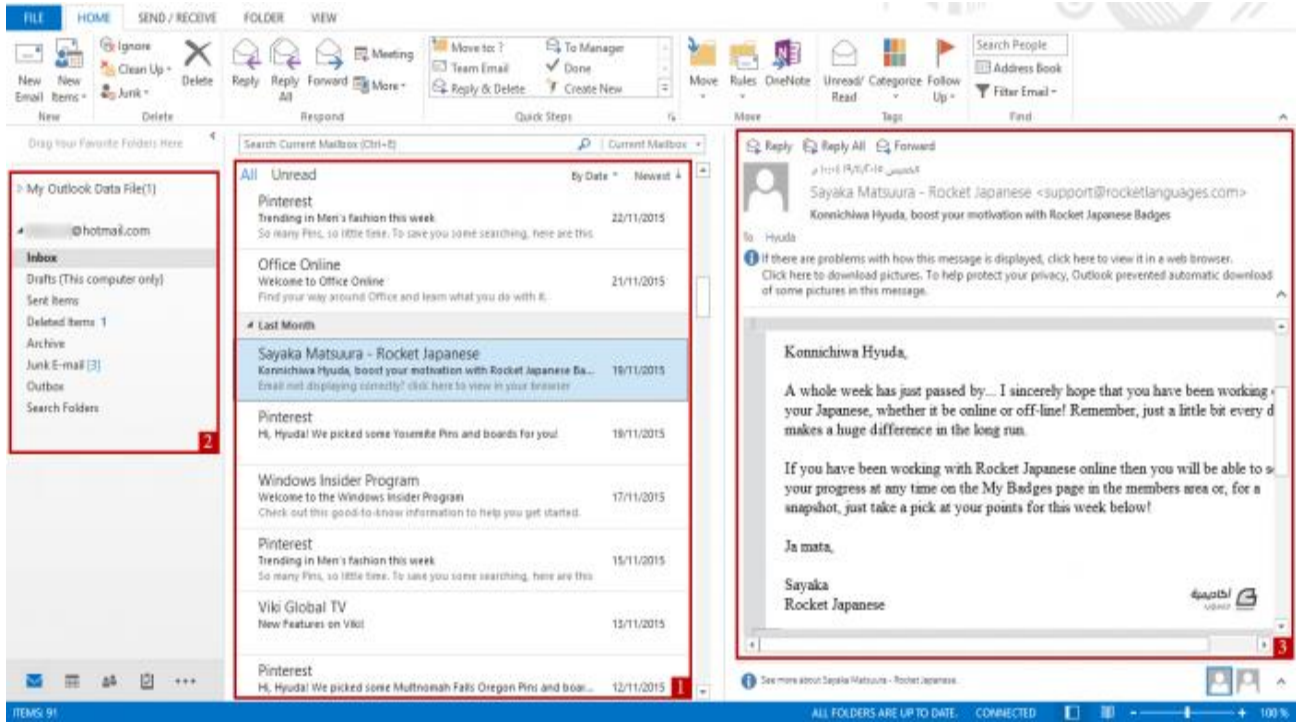 FILE HOME SEND / RECEIVE FOLDER VIEW
New Email
New Items
Ignore
Clean Up
Junk
Delete
Reply
Reply All
Forward
Meeting
More
Move to: ?
Team Email
Reply & Delete
To Manager
Done
Create New
Move
Rules
OneNote
Unread/ Read
Categorize
Follow Up
Search People
Address Book
Filter Email
New Delete Respond Quick Steps Move Tags Find
Drag Your Favorite Folders Here
My Outlook Data File(1)
@hotmail.com
Inbox
Drafts (This computer only)
Sent Items
Deleted Items 1
Archive
Junk E-mail [3]
Outbox
Search Folders
2
Search Current Mailbox (Ctrl+E) Current Mailbox
All Unread By Date Newest
Pinterest
Trending in Men's fashion this week 22/11/2015
So many Pins, so little time. To save you some searching, here are this
Office Online
Welcome to Office Online 21/11/2015
Find your way around Office and learn what you do with it.
Last Month
Sayaka Matsuura - Rocket Japanese
Konnichiwa Hyuda, boost your motivation with Rocket Japanese Ba... 19/11/2015
Email not displaying correctly? click here to view in your browser
Pinterest
Hi, Hyuda! We picked some Yosemite Pins and boards for you! 19/11/2015
Windows Insider Program
Welcome to the Windows Insider Program 17/11/2015
Check out this good-to-know information to help you get started.
Pinterest
Trending in Men's fashion this week 15/11/2015
So many Pins, so little time. To save you some searching, here are this
Viki Global TV
New Features on Viki! 13/11/2015
Pinterest
Hi, Hyuda! We picked some Multnomah Falls Oregon Pins and boar... 12/11/2015
1
Reply Reply All Forward
الخميس
Sayaka Matsuura - Rocket Japanese <support@rocketlanguages.com>
Konnichiwa Hyuda, boost your motivation with Rocket Japanese Badges
To Hyuda
If there are problems with how this message is displayed, click here to view it in a web browser.
Click here to download pictures. To help protect your privacy, Outlook prevented automatic download
of some pictures in this message.
Konnichiwa Hyuda,
A whole week has just passed by... I sincerely hope that you have been working
your Japanese, whether it be online or off-line! Remember, just a little bit every d
makes a huge difference in the long run.
If you have been working with Rocket Japanese online then you will be able to s
your progress at any time on the My Badges page in the members area or, for a
snapshot, just take a pick at your points for this week below!
Ja mata,
Sayaka
Rocket Japanese
أكاديمية
3
See more about Sayaka Matsuura - Rocket Japanese.
ITEMS: 91 ALL FOLDERS ARE UP TO DATE. CONNECTED 100 %